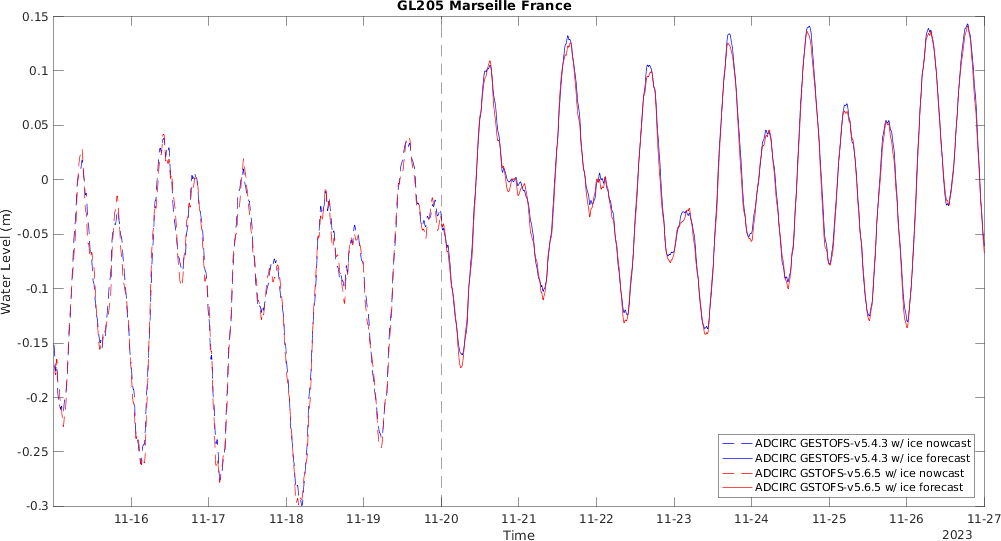 GL205 Marseille France
0.15
0.1
0.05
0
-0.05
-0.1
-0.15
-0.2
-0.25
-0.3
Water Level (m)
11-16 11-17 11-18 11-19 11-20 11-21 11-22 11-23 11-24 11-25 11-26 11-27
Time
2023
ADCIRC GESTOFS-v5.4.3 w/ ice nowcast
ADCIRC GESTOFS-v5.4.3 w/ ice forecast
ADCIRC GSTOFS-v5.6.5 w/ ice nowcast
ADCIRC GSTOFS-v5.6.5 w/ ice forecast